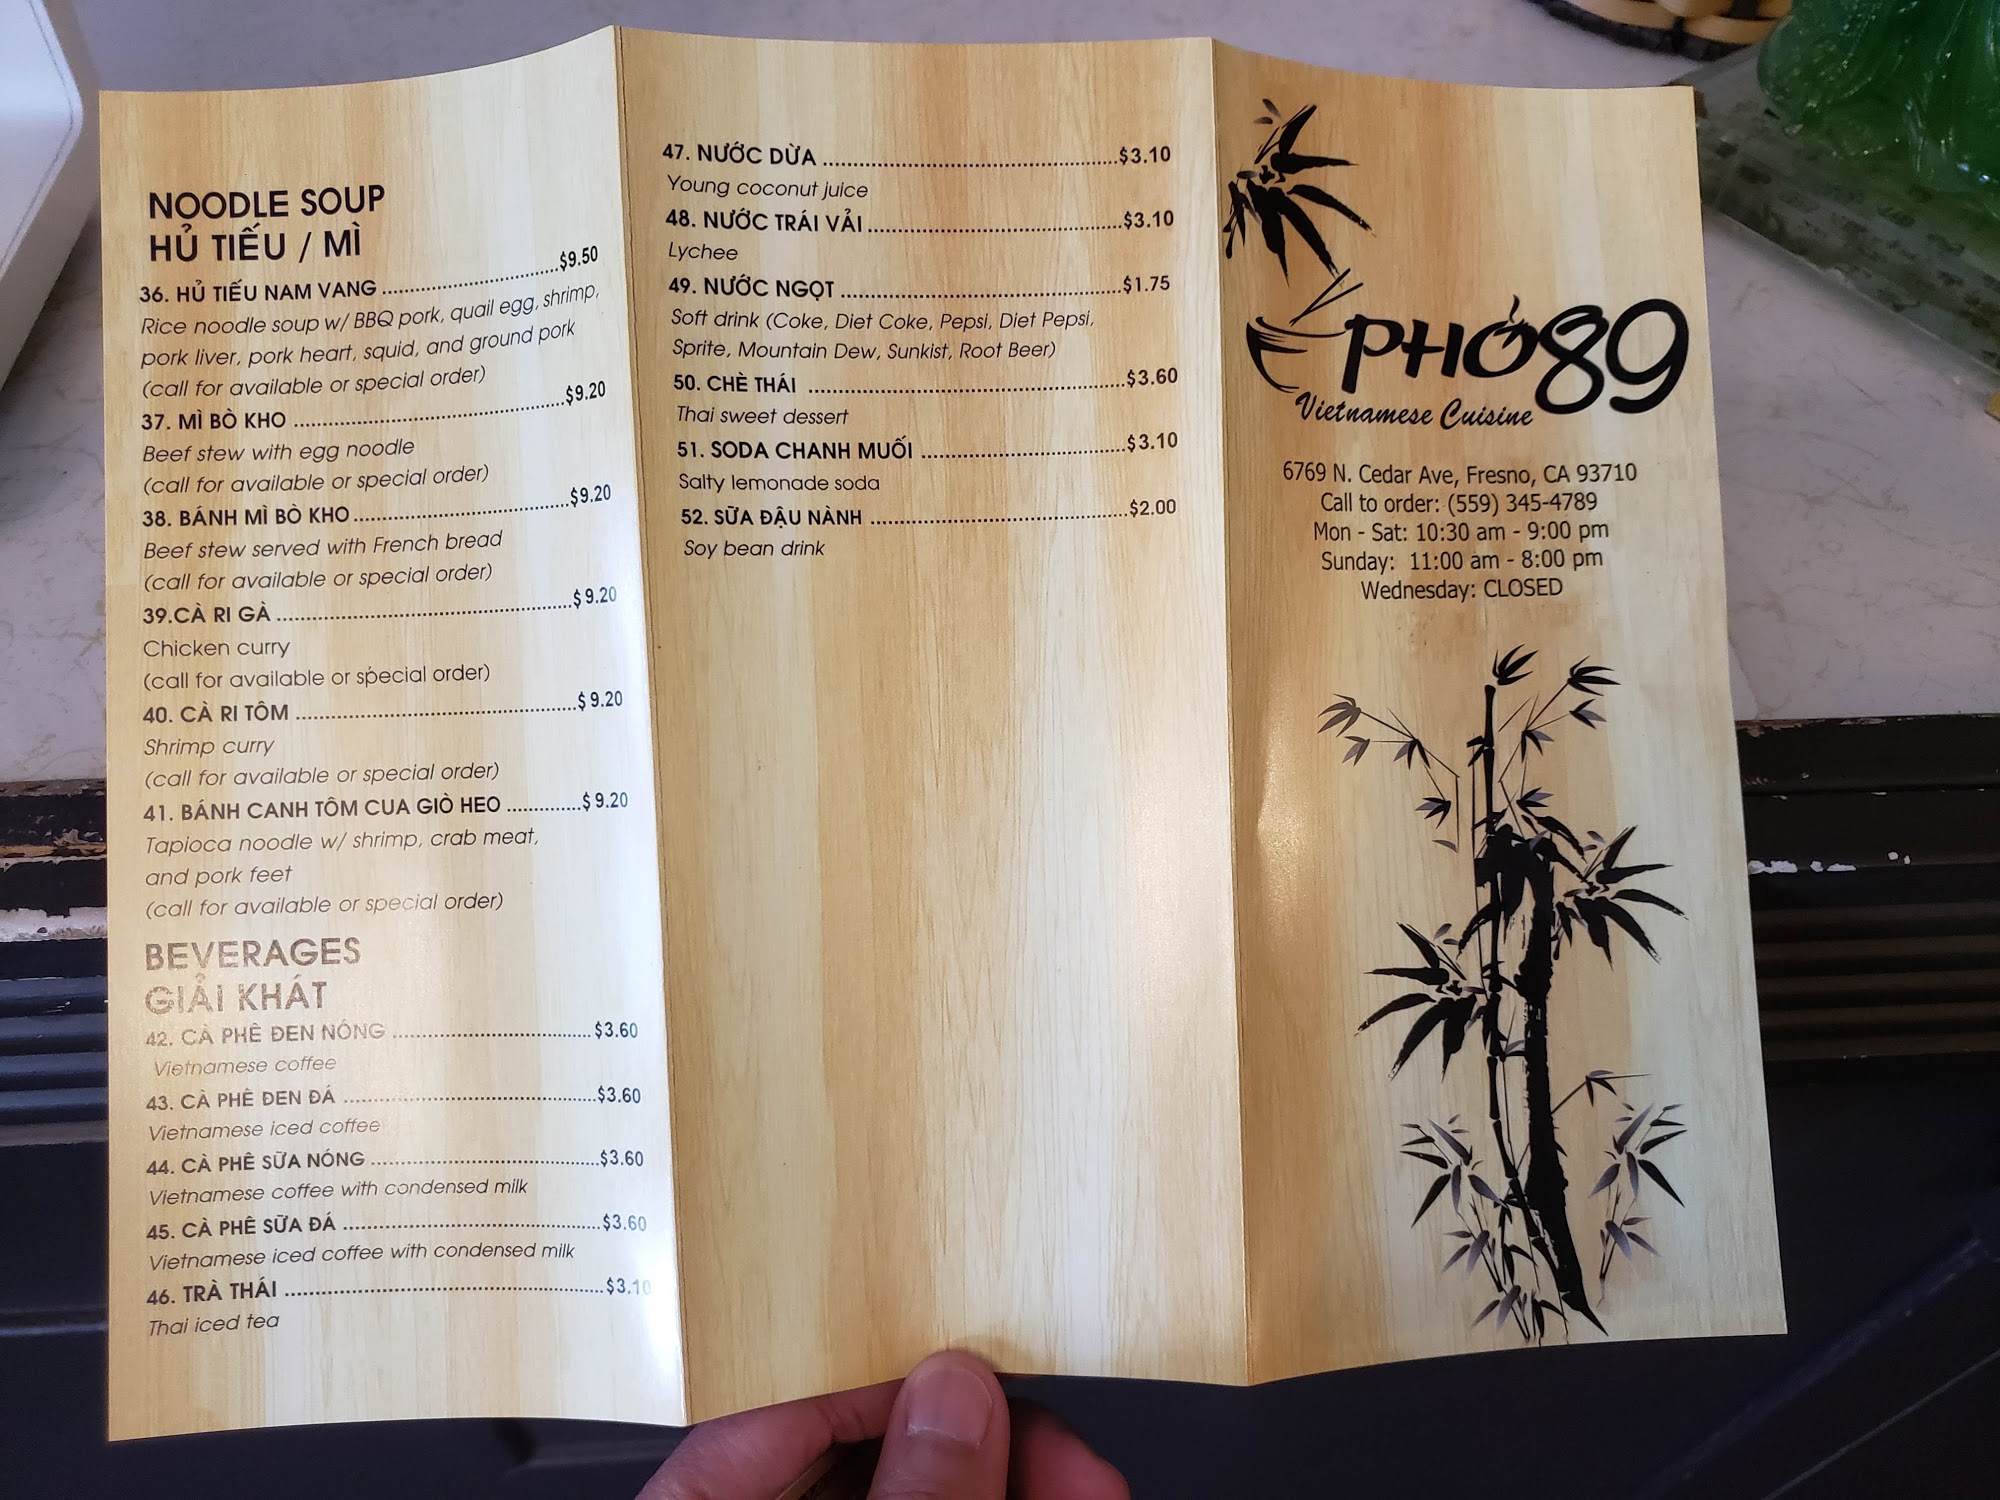 NOODLE SOUP
HỦ TIẾU / MÌ
36. HỦ TIẾU NAM VANG ........ $9.50
Rice noodle soup w/ BBQ pork, quail egg, shrimp,
pork liver, pork heart, squid, and ground pork
(call for available or special order)
37. MÌ BÒ KHO ........ $9.20
Beef stew with egg noodle
(call for available or special order)
38. BÁNH MÌ BÒ KHO ........ $9.20
Beef stew served with French bread
(call for available or special order)
39.CÀ RI GÀ ........ $9.20
Chicken curry
(call for available or special order)
40. CÀ RI TÔM ........ $9.20
Shrimp curry
(call for available or special order)
41. BÁNH CANH TÔM CUA GIÒ HEO ........ $9.20
Tapioca noodle w/ shrimp, crab meat,
and pork feet
(call for available or special order)
BEVERAGES
GIẢI KHÁT
42. CÀ PHÊ ĐEN NÓNG ........ $3.60
Vietnamese coffee
43. CÀ PHÊ ĐEN ĐÁ ........ $3.60
Vietnamese iced coffee
44. CÀ PHÊ SỮA NÓNG ........ $3.60
Vietnamese coffee with condensed milk
45. CÀ PHÊ SỮA ĐÁ ........ $3.60
Vietnamese iced coffee with condensed milk
46. TRÀ THÁI ........ $3.10
Thai iced tea
47. NƯỚC DỪA ........ $3.10
Young coconut juice
48. NƯỚC TRÁI VẢI ........ $3.10
Lychee
49. NƯỚC NGỌT ........ $1.75
Soft drink (Coke, Diet Coke, Pepsi, Diet Pepsi,
Sprite, Mountain Dew, Sunkist, Root Beer)
50. CHÈ THÁI ........ $3.60
Thai sweet dessert
51. SODA CHANH MUỐI ........ $3.10
Salty lemonade soda
52. SỮA ĐẬU NÀNH ........ $2.00
Soy bean drink
PHỞ 89
Vietnamese Cuisine
6769 N. Cedar Ave, Fresno, CA 93710
Call to order: (559) 345-4789
Mon - Sat: 10:30 am - 9:00 pm
Sunday: 11:00 am - 8:00 pm
Wednesday: CLOSED